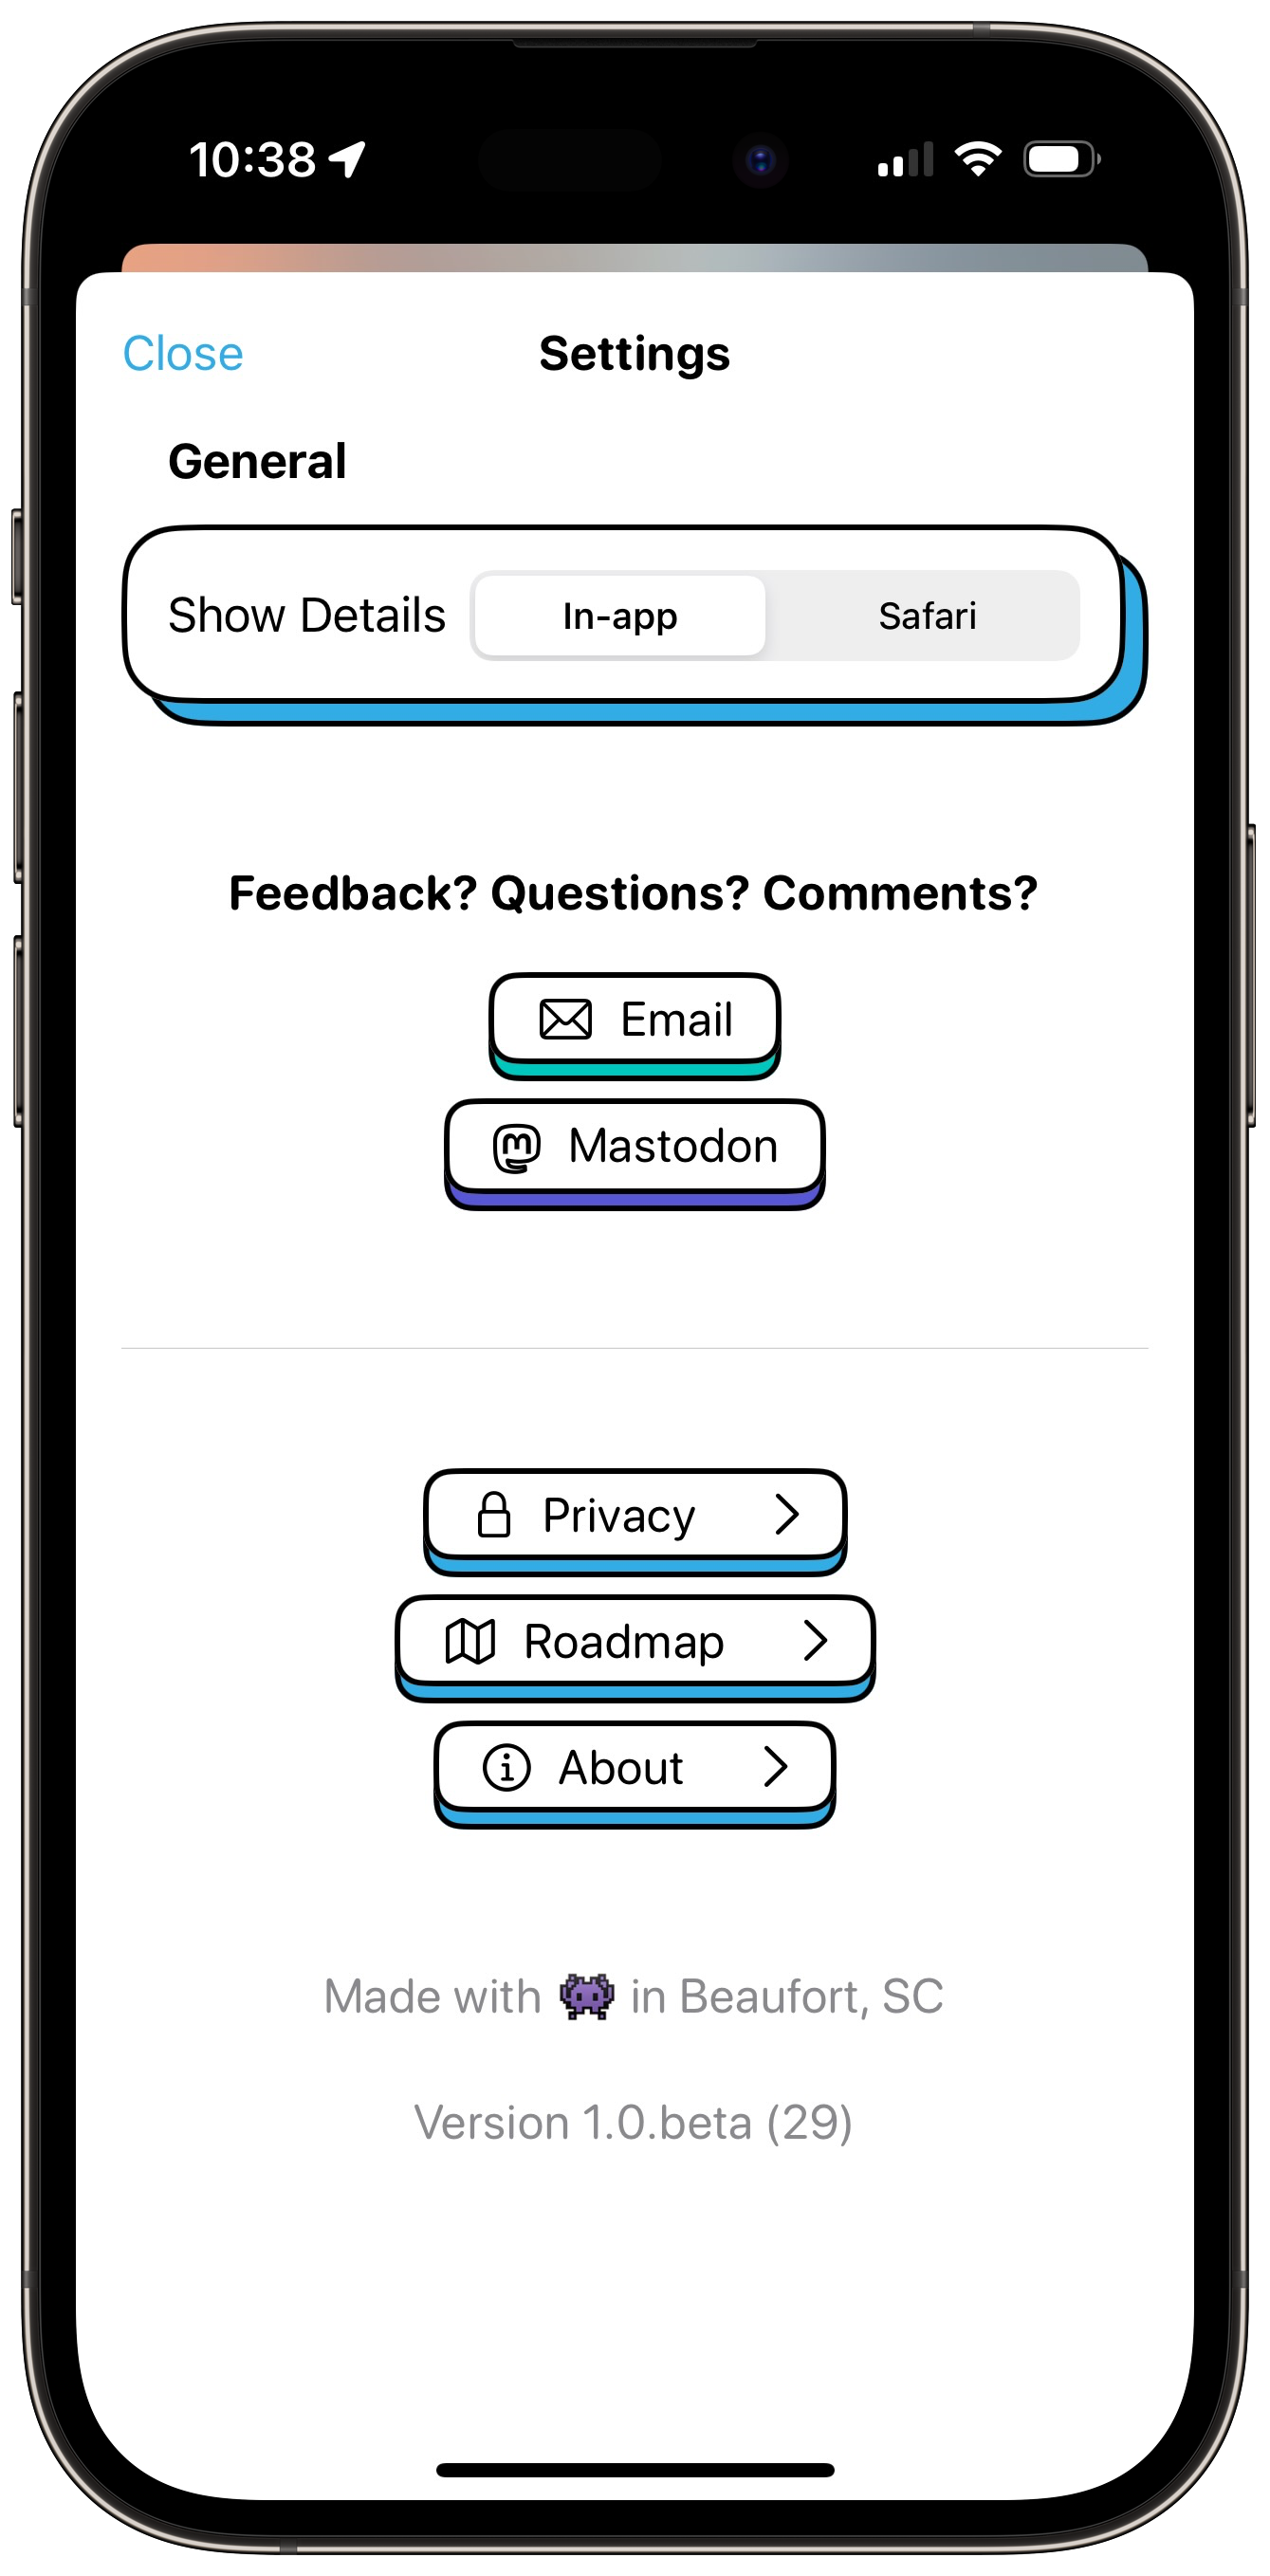 10:38
Close Settings
General
Show Details In-app Safari
Feedback? Questions? Comments?
Email
Mastodon
Privacy
Roadmap
About
Made with 👾 in Beaufort, SC
Version 1.0.beta (29)